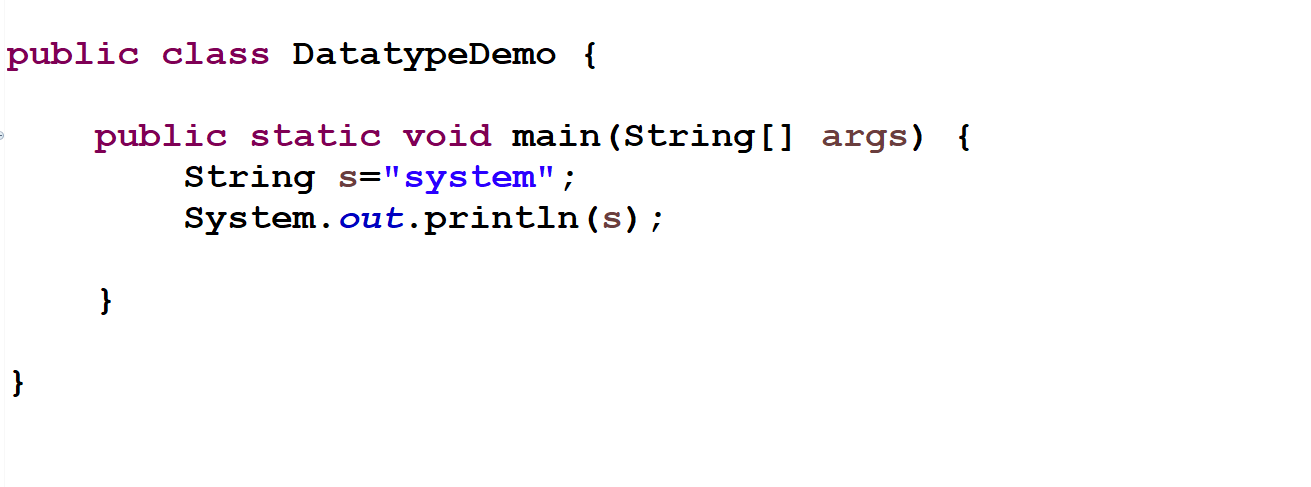 public class DatatypeDemo {
public static void main(String[] args) {
String s="system";
System.out.println(s);
}
}